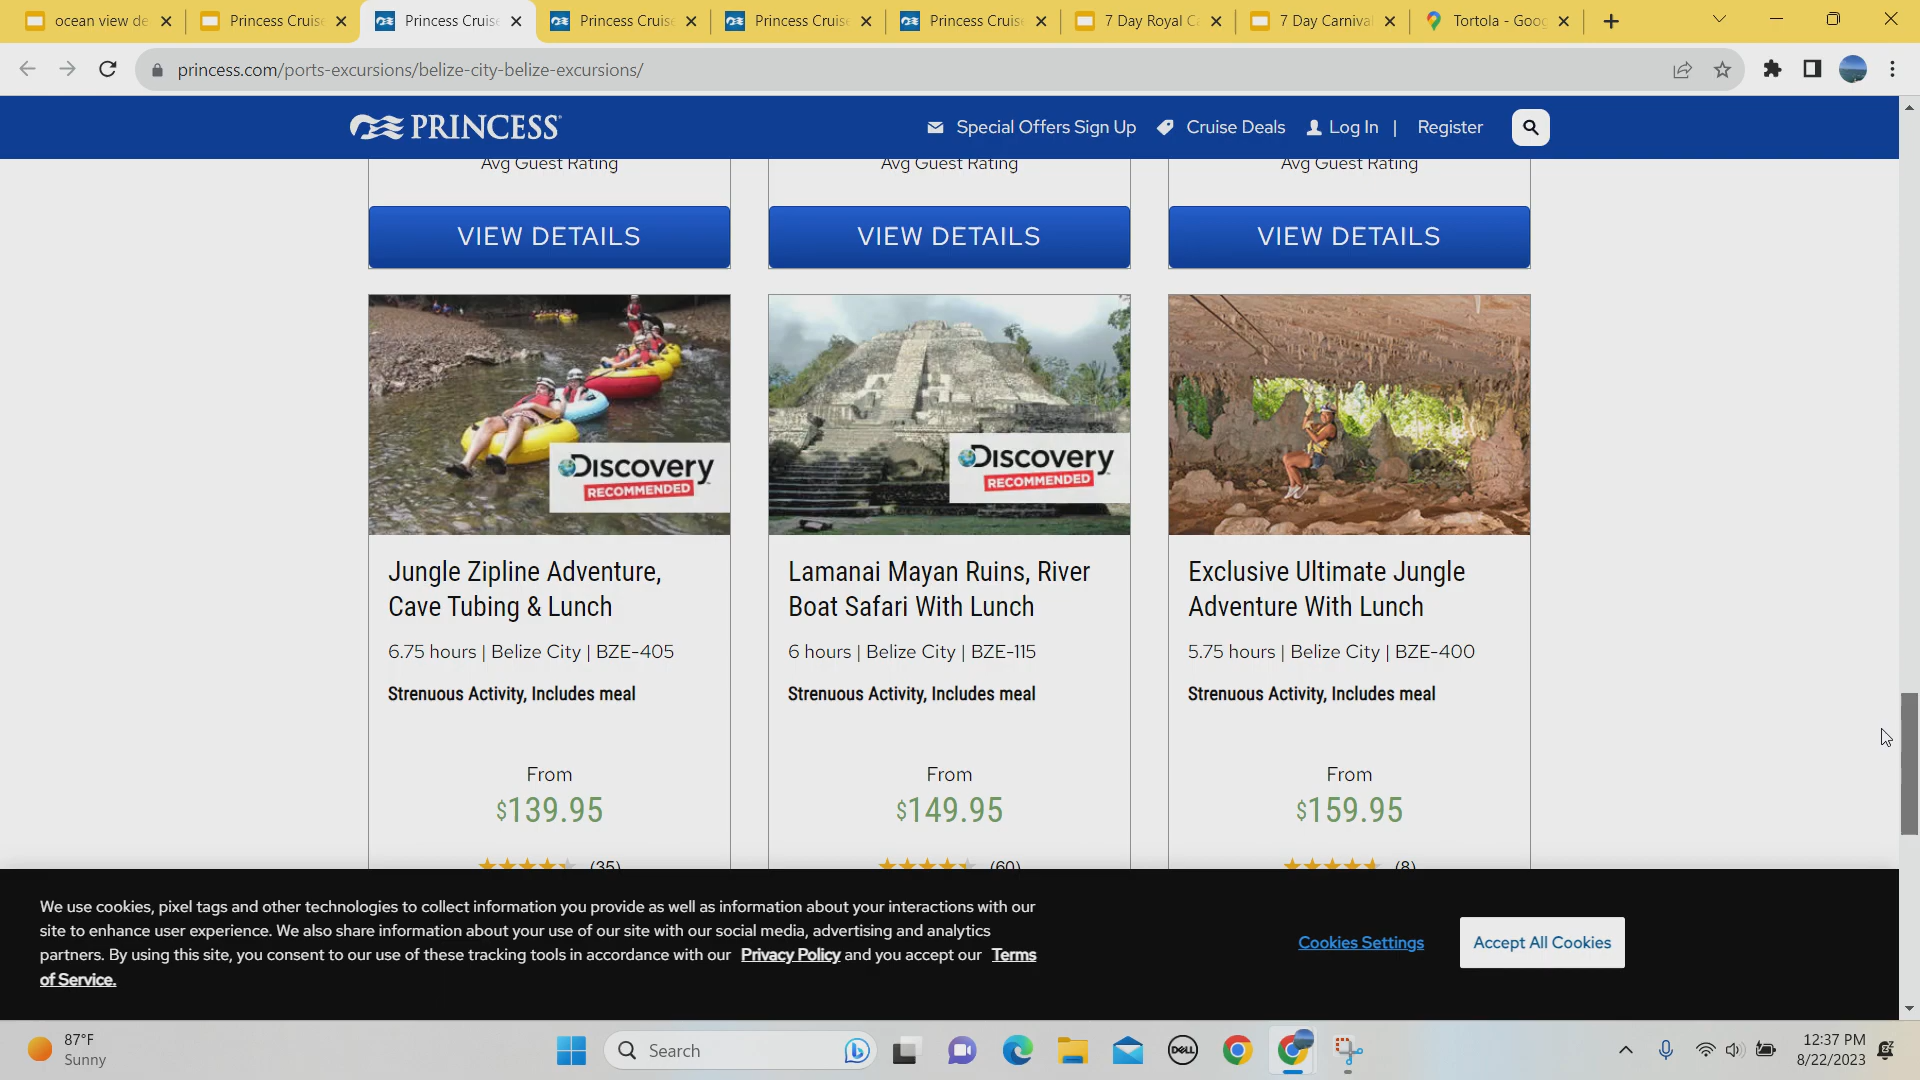 ocean view de
Princess Cruise
Princess Cruise
Princess Cruise
Princess Cruise
Princess Cruise
7 Day Royal Ca
7 Day Carnival
Tortola - Goog
princess.com/ports-excursions/belize-city-belize-excursions/
PRINCESS
Special Offers Sign Up
Cruise Deals
Log In |
Register
Avg Guest Rating
Avg Guest Rating
Avg Guest Rating
VIEW DETAILS
VIEW DETAILS
VIEW DETAILS
Discovery
RECOMMENDED
Discovery
RECOMMENDED
Jungle Zipline Adventure,
Cave Tubing & Lunch
6.75 hours | Belize City | BZE-405
Strenuous Activity, Includes meal
From
$139.95
(35)
Lamanai Mayan Ruins, River
Boat Safari With Lunch
6 hours | Belize City | BZE-115
Strenuous Activity, Includes meal
From
$149.95
(60)
Exclusive Ultimate Jungle
Adventure With Lunch
5.75 hours | Belize City | BZE-400
Strenuous Activity, Includes meal
From
$159.95
(8)
We use cookies, pixel tags and other technologies to collect information you provide as well as information about your interactions with our
site to enhance user experience. We also share information about your use of our site with our social media, advertising and analytics
partners. By using this site, you consent to our use of these tracking tools in accordance with our Privacy Policy and you accept our Terms
of Service.
Cookies Settings
Accept All Cookies
87°F
Sunny
Search
DELL
12:37 PM
8/22/2023